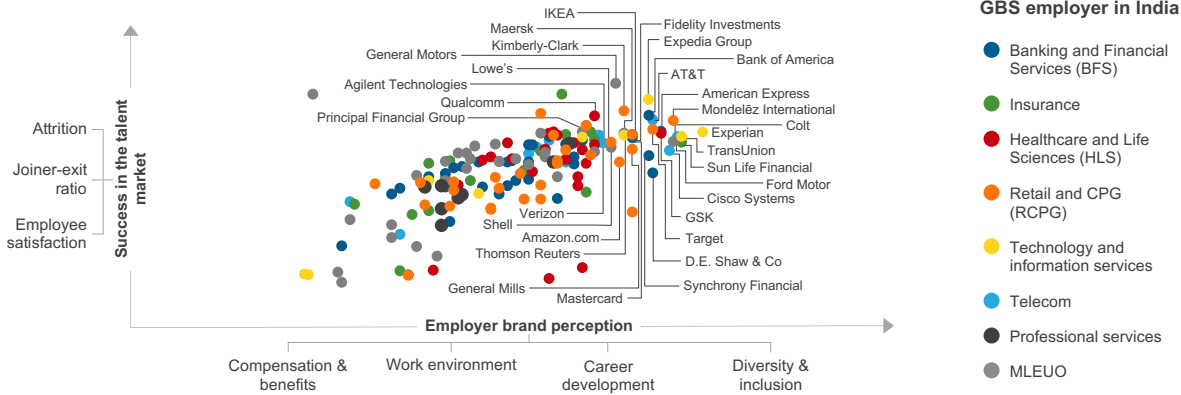 GBS employer in India
IKEA
Maersk
Kimberly-Clark
General Motors
Lowe's
Agilent Technologies
Qualcomm
Principal Financial Group
Fidelity Investments
Expedia Group
Bank of America
AT&T
American Express
Mondelēz International
Colt
Experian
TransUnion
Sun Life Financial
Ford Motor
Cisco Systems
GSK
Target
D.E. Shaw & Co
Synchrony Financial
Verizon
Shell
Amazon.com
Thomson Reuters
General Mills
Mastercard
Attrition
Joiner-exit
ratio
Employee
satisfaction
Success in the talent
market
Employer brand perception
Compensation &
benefits
Work environment
Career
development
Diversity &
inclusion
Banking and Financial
Services (BFS)
Insurance
Healthcare and Life
Sciences (HLS)
Retail and CPG
(RCPG)
Technology and
information services
Telecom
Professional services
MLEUO